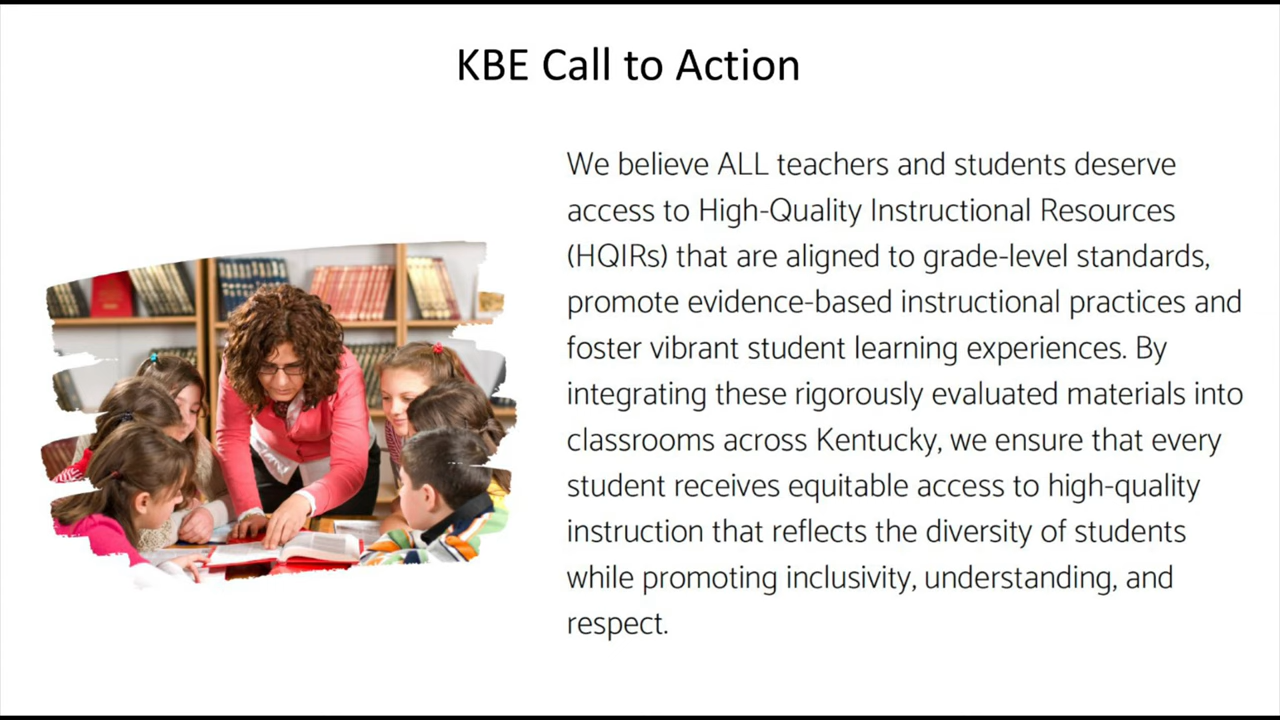 KBE Call to Action
We believe ALL teachers and students deserve
access to High-Quality Instructional Resources
(HQIRs) that are aligned to grade-level standards,
promote evidence-based instructional practices and
foster vibrant student learning experiences. By
integrating these rigorously evaluated materials into
classrooms across Kentucky, we ensure that every
student receives equitable access to high-quality
instruction that reflects the diversity of students
while promoting inclusivity, understanding, and
respect.